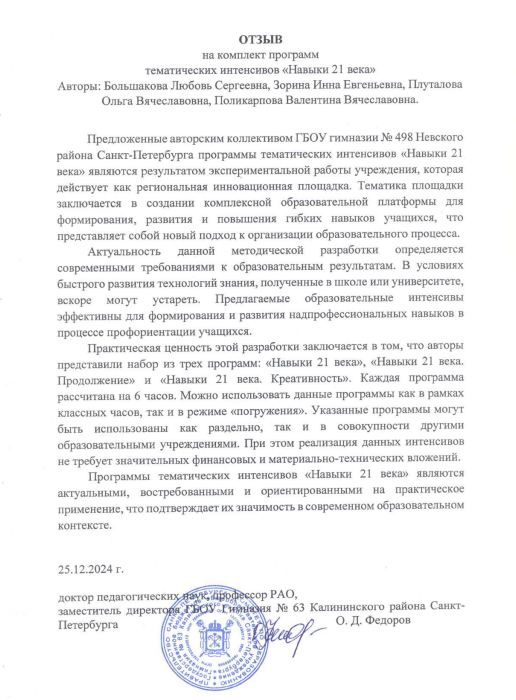 ОТЗЫВ
на комплект программ
тематических интенсивов «Навыки 21 века»
Авторы: Большакова Любовь Сергеевна, Зорина Инна Евгеньевна, Плуталова
Ольга Вячеславовна, Поликарпова Валентина Вячеславовна.
Предложенные авторским коллективом ГБОУ гимназии № 498 Невского
района Санкт-Петербурга программы тематических интенсивов «Навыки 21
века» являются результатом экспериментальной работы учреждения, которая
действует как региональная инновационная площадка. Тематика площадки
заключается в создании комплексной образовательной платформы для
формирования, развития и повышения гибких навыков учащихся, что
представляет собой новый подход к организации образовательного процесса.
Актуальность данной методической разработки определяется
современными требованиями к образовательным результатам. В условиях
быстрого развития технологий знания, полученные в школе или университете,
вскоре могут устареть. Предлагаемые образовательные интенсивы
эффективны для формирования и развития надпрофессиональных навыков в
процессе профориентации учащихся.
Практическая ценность этой разработки заключается в том, что авторы
представили набор из трех программ: «Навыки 21 века», «Навыки 21 века.
Продолжение» и «Навыки 21 века. Креативность». Каждая программа
рассчитана на 6 часов. Можно использовать данные программы как в рамках
классных часов, так и в режиме «погружения». Указанные программы могут
быть использованы как раздельно, так и в совокупности другими
образовательными учреждениями. При этом реализация данных интенсивов
не требует значительных финансовых и материально-технических вложений.
Программы тематических интенсивов «Навыки 21 века» являются
актуальными, востребованными и ориентированными на практическое
применение, что подтверждает их значимость в современном образовательном
контексте.
25.12.2024 г.
доктор педагогических наук, профессор РАО,
заместитель директора ГБОУ Гимназия № 63 Калининского района Санкт-
Петербурга О. Д. Федоров